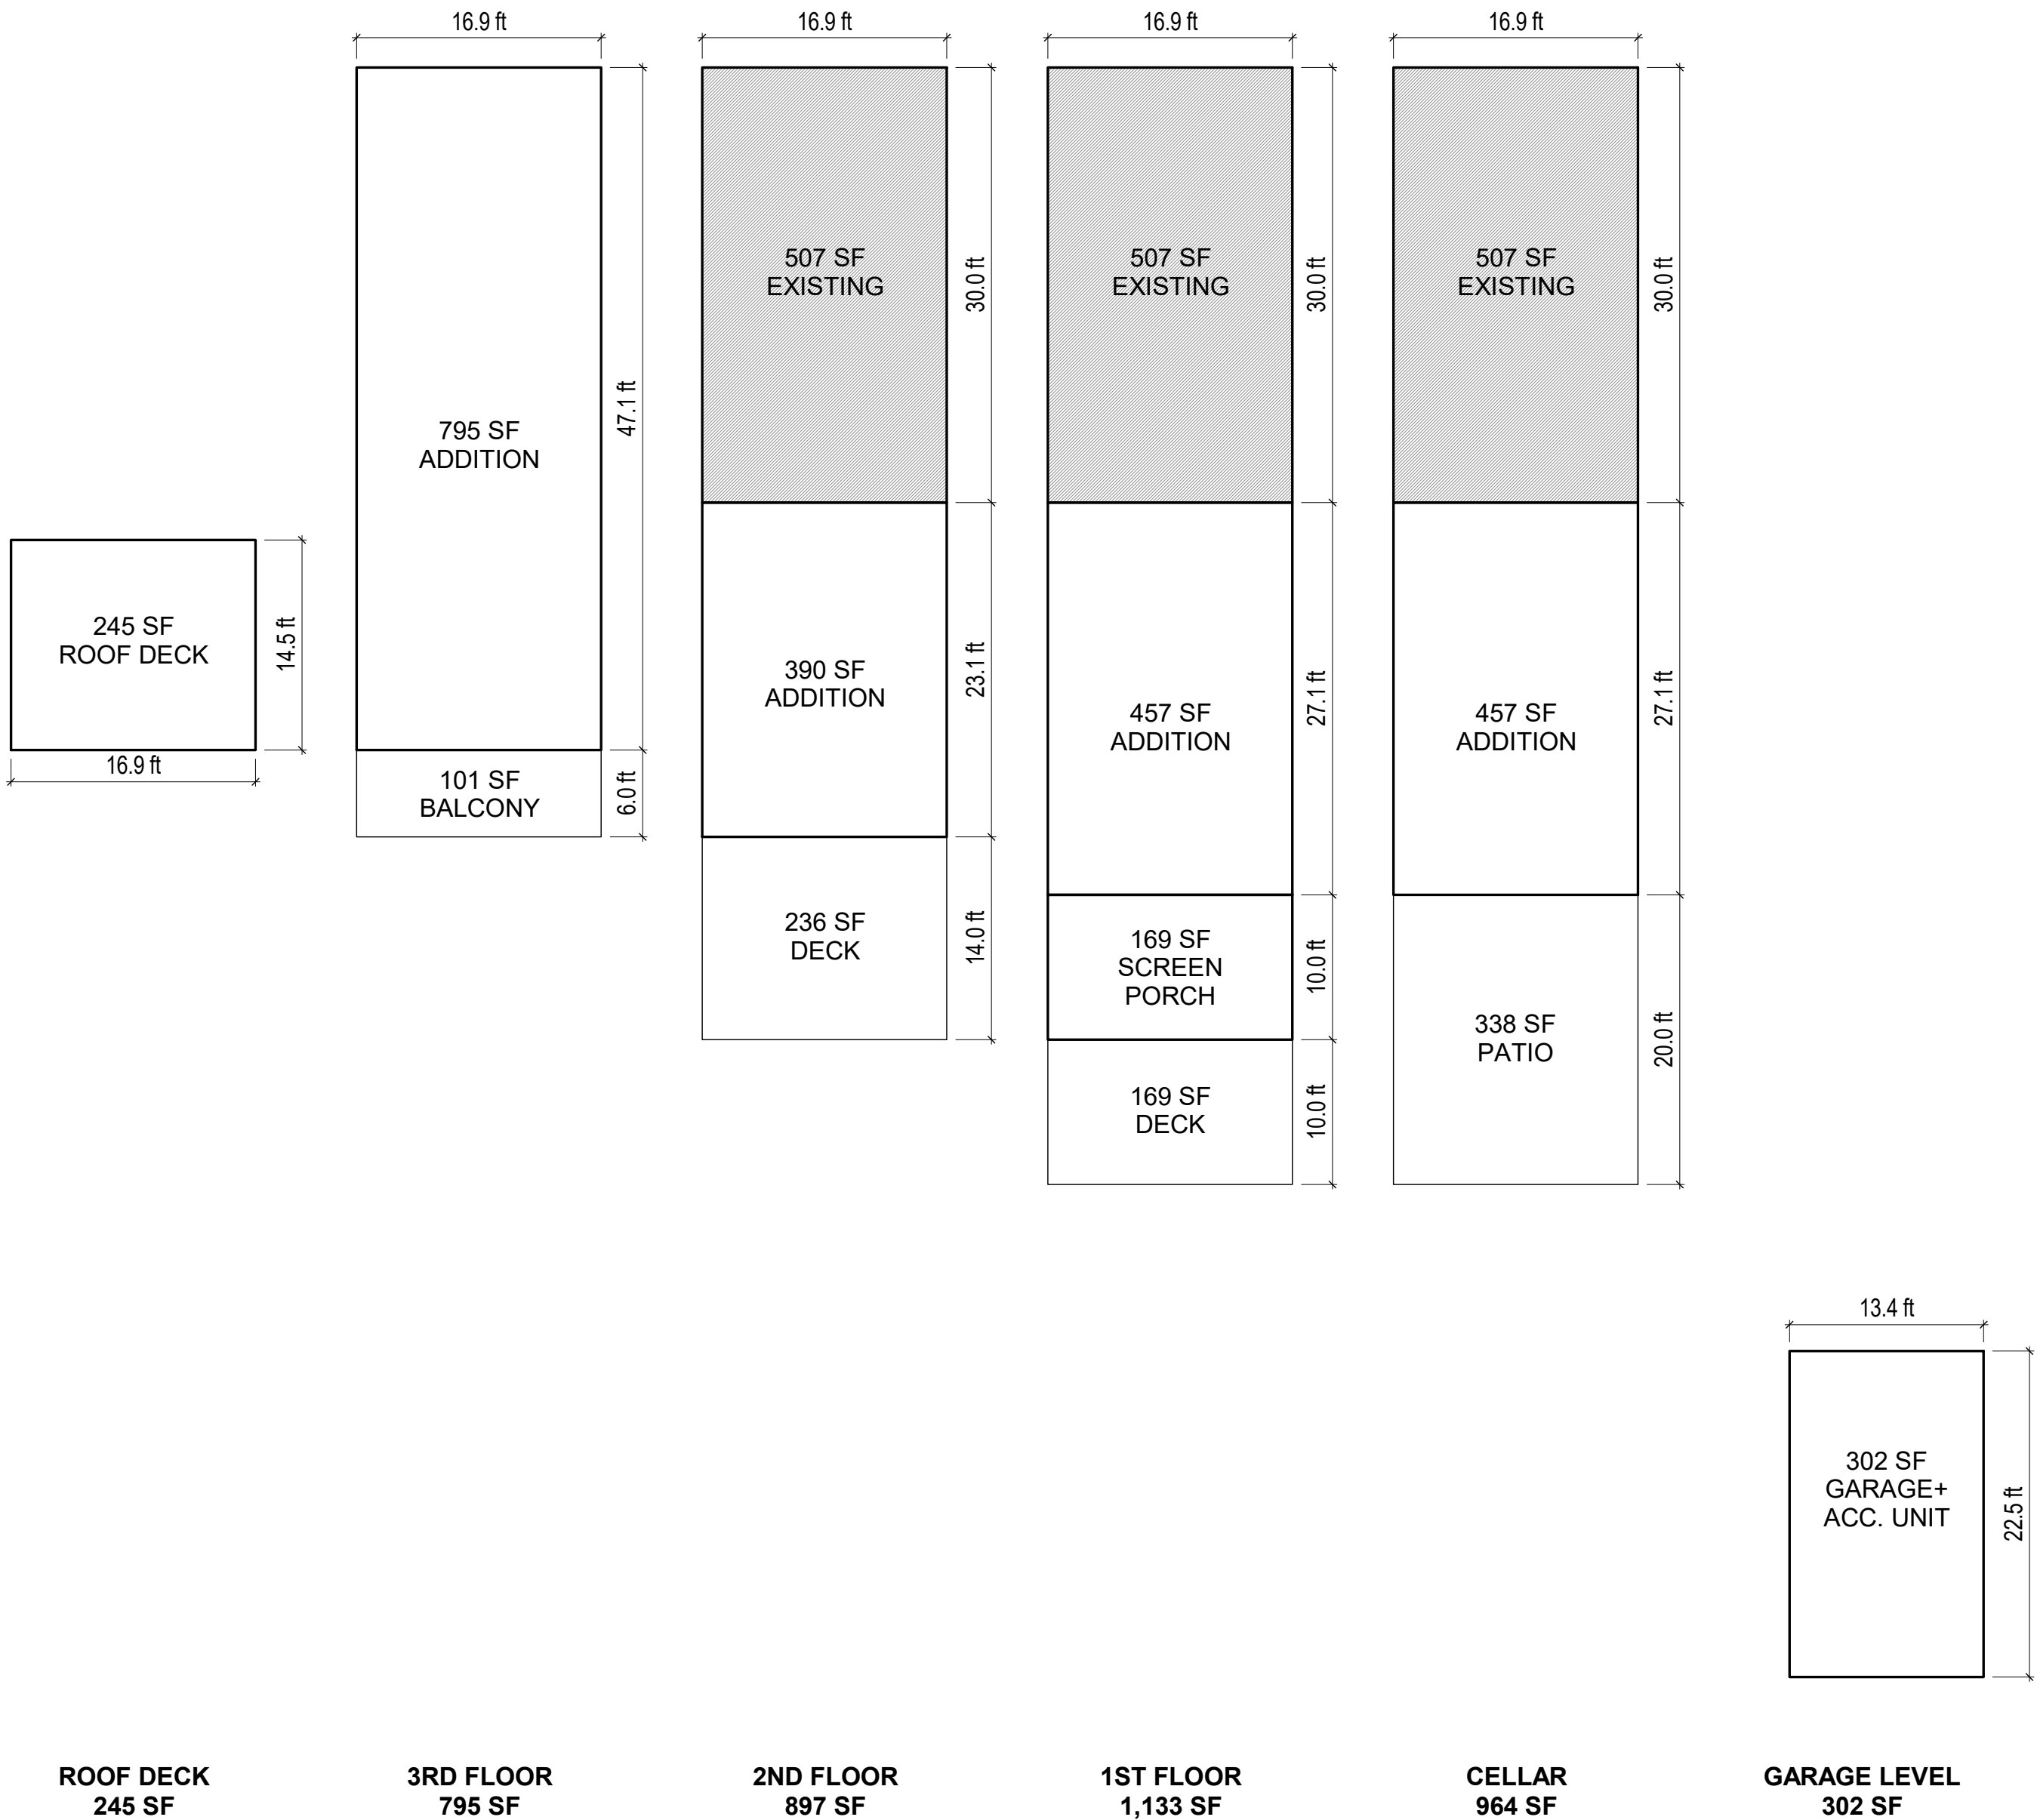 16.9 ft
16.9 ft
16.9 ft
16.9 ft
245 SF
ROOF DECK
14.5 ft
16.9 ft
795 SF
ADDITION
47.1 ft
101 SF
BALCONY
6.0 ft
507 SF
EXISTING
30.0 ft
390 SF
ADDITION
23.1 ft
236 SF
DECK
14.0 ft
507 SF
EXISTING
30.0 ft
457 SF
ADDITION
27.1 ft
169 SF
SCREEN
PORCH
10.0 ft
169 SF
DECK
10.0 ft
507 SF
EXISTING
30.0 ft
457 SF
ADDITION
27.1 ft
338 SF
PATIO
20.0 ft
13.4 ft
302 SF
GARAGE+
ACC. UNIT
22.5 ft
ROOF DECK
245 SF
3RD FLOOR
795 SF
2ND FLOOR
897 SF
1ST FLOOR
1,133 SF
CELLAR
964 SF
GARAGE LEVEL
302 SF